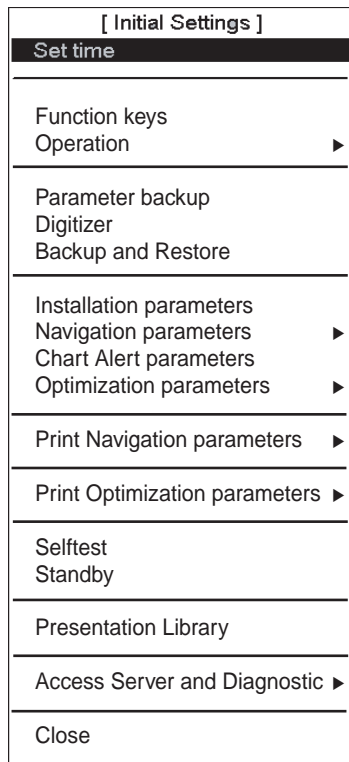 [ Initial Settings ]
Set time
Function keys
Operation ▶
Parameter backup
Digitizer
Backup and Restore
Installation parameters
Navigation parameters ▶
Chart Alert parameters
Optimization parameters ▶
Print Navigation parameters ▶
Print Optimization parameters ▶
Selftest
Standby
Presentation Library
Access Server and Diagnostic ▶
Close